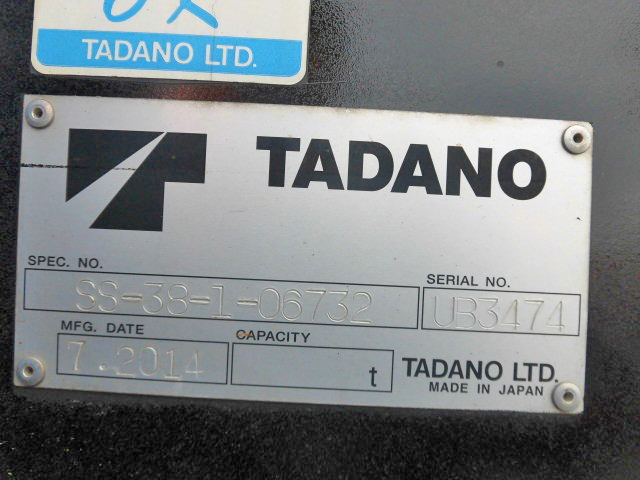 TADANO LTD.
TADANO
SPEC. NO.
SS-38-1-06732
SERIAL NO.
UB3474
MFG. DATE
7.2014
CAPACITY
t
TADANO LTD.
MADE IN JAPAN